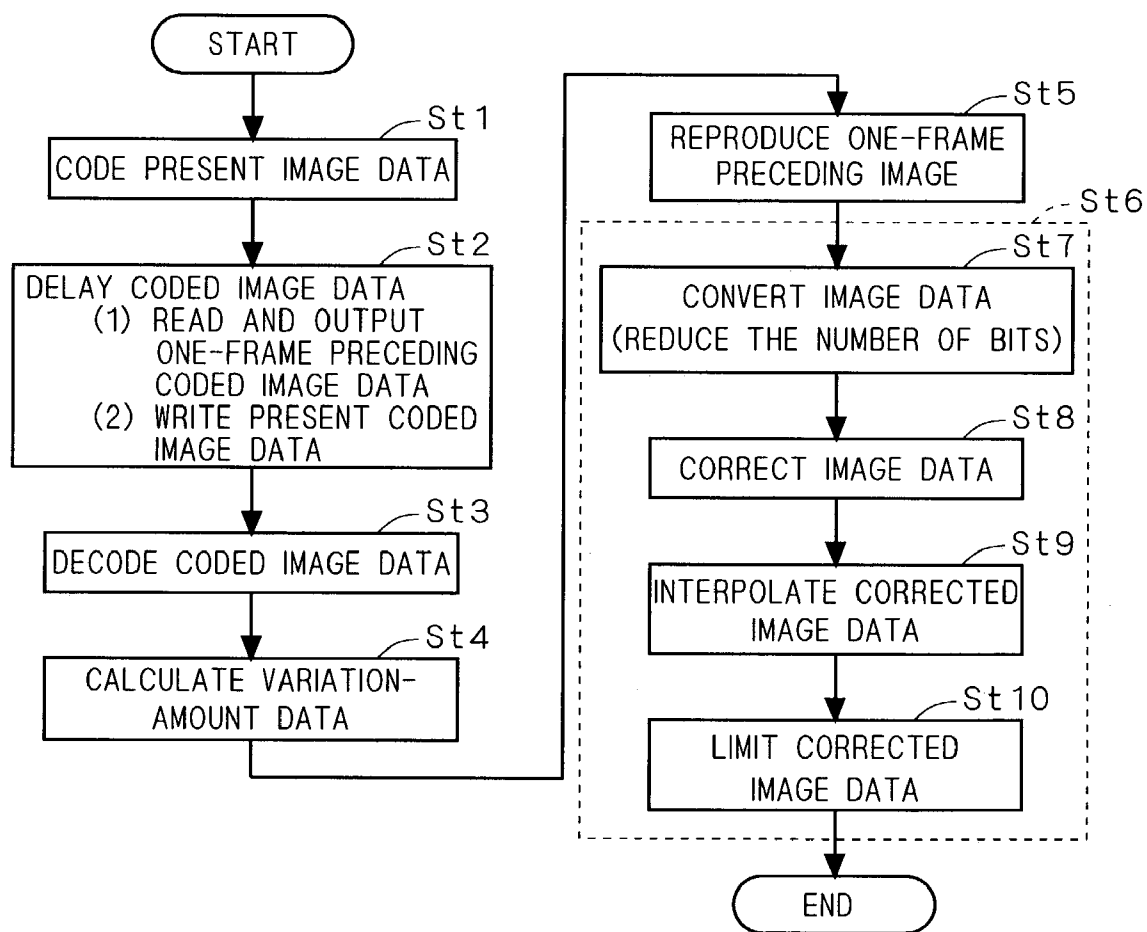 START
St1
CODE PRESENT IMAGE DATA
St2
DELAY CODED IMAGE DATA
(1) READ AND OUTPUT
ONE-FRAME PRECEDING
CODED IMAGE DATA
(2) WRITE PRESENT CODED
IMAGE DATA
St3
DECODE CODED IMAGE DATA
St4
CALCULATE VARIATION-
AMOUNT DATA
St5
REPRODUCE ONE-FRAME
PRECEDING IMAGE
St6
St7
CONVERT IMAGE DATA
(REDUCE THE NUMBER OF BITS)
St8
CORRECT IMAGE DATA
St9
INTERPOLATE CORRECTED
IMAGE DATA
St10
LIMIT CORRECTED
IMAGE DATA
END